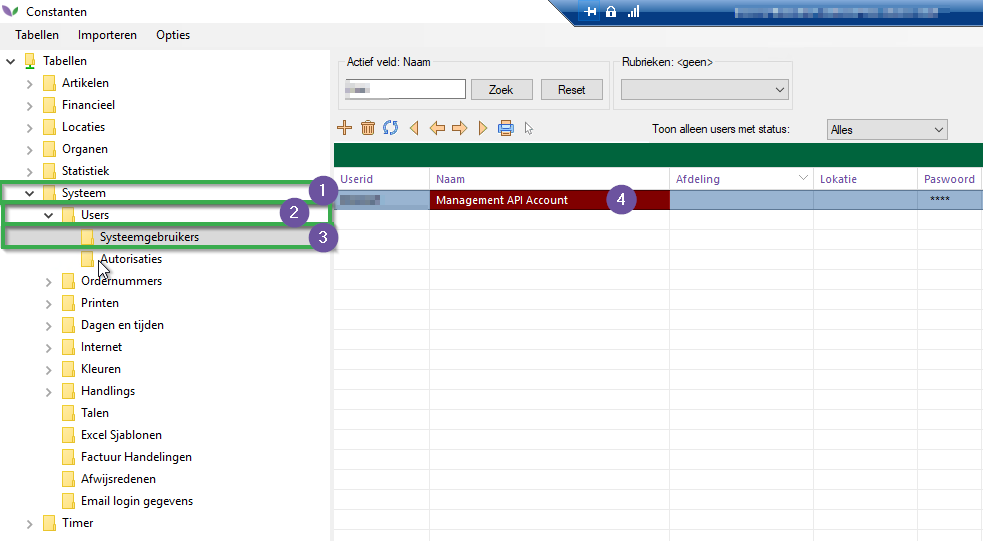 Constanten
Tabellen Importeren Opties
Tabellen
Artikelen
Financieel
Locaties
Organen
Statistiek
Systeem 1
Users 2
Systeemgebruikers 3
Autorisaties
Ordernummers
Printen
Dagen en tijden
Internet
Kleuren
Handlings
Talen
Excel Sjablonen
Factuur Handelingen
Afwijsredenen
Email login gegevens
Timer
Actief veld: Naam
Zoek Reset
Rubrieken: <geen>
Toon alleen users met status: Alles
Userid Naam Afdeling Lokatie Paswoord
Management API Account 4 ****